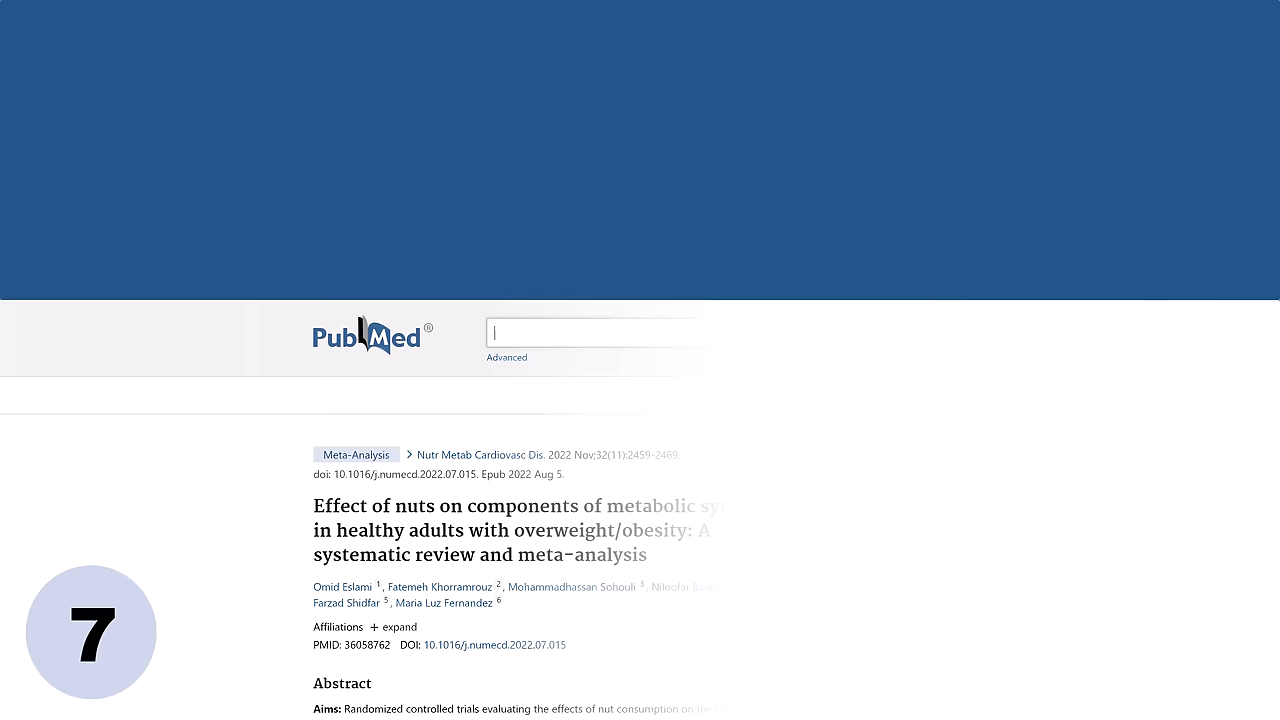 PubMed®
Advanced
Meta-Analysis > Nutr Metab Cardiovasc Dis. 2022 Nov;32(11):2459-2469.
doi: 10.1016/j.numecd.2022.07.015. Epub 2022 Aug 5.
Effect of nuts on components of metabolic
in healthy adults with overweight/obesity: A
systematic review and meta-analysis
Omid Eslami 1, Fatemeh Khorramrouz 2, Mohammadhassan Sohouli 3, Niloofar
Farzad Shidfar 5, Maria Luz Fernandez 6
Affiliations + expand
PMID: 36058762 DOI: 10.1016/j.numecd.2022.07.015
Abstract
Aims: Randomized controlled trials evaluating the effects of nut consumption on the
7